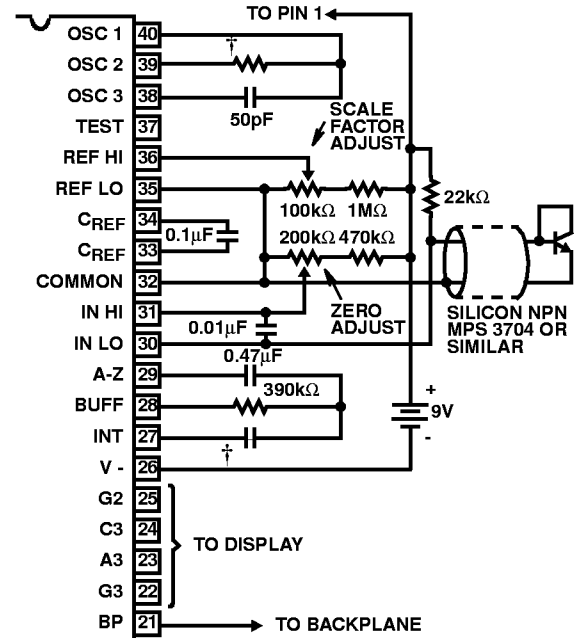 TO PIN 1
OSC 1 40
†
OSC 2 39
OSC 3 38
50pF
TEST 37
SCALE
FACTOR
ADJUST
REF HI 36
REF LO 35
100kΩ 1MΩ
22kΩ
CREF 34
0.1µF
200kΩ 470kΩ
CREF 33
COMMON 32
IN HI 31
ZERO
ADJUST
SILICON NPN
MPS 3704 OR
SIMILAR
0.01µF
IN LO 30
0.47µF
A-Z 29
390kΩ
BUFF 28
+
9V
-
INT 27
†
V - 26
G2 25
C3 24
TO DISPLAY
A3 23
G3 22
BP 21
TO BACKPLANE